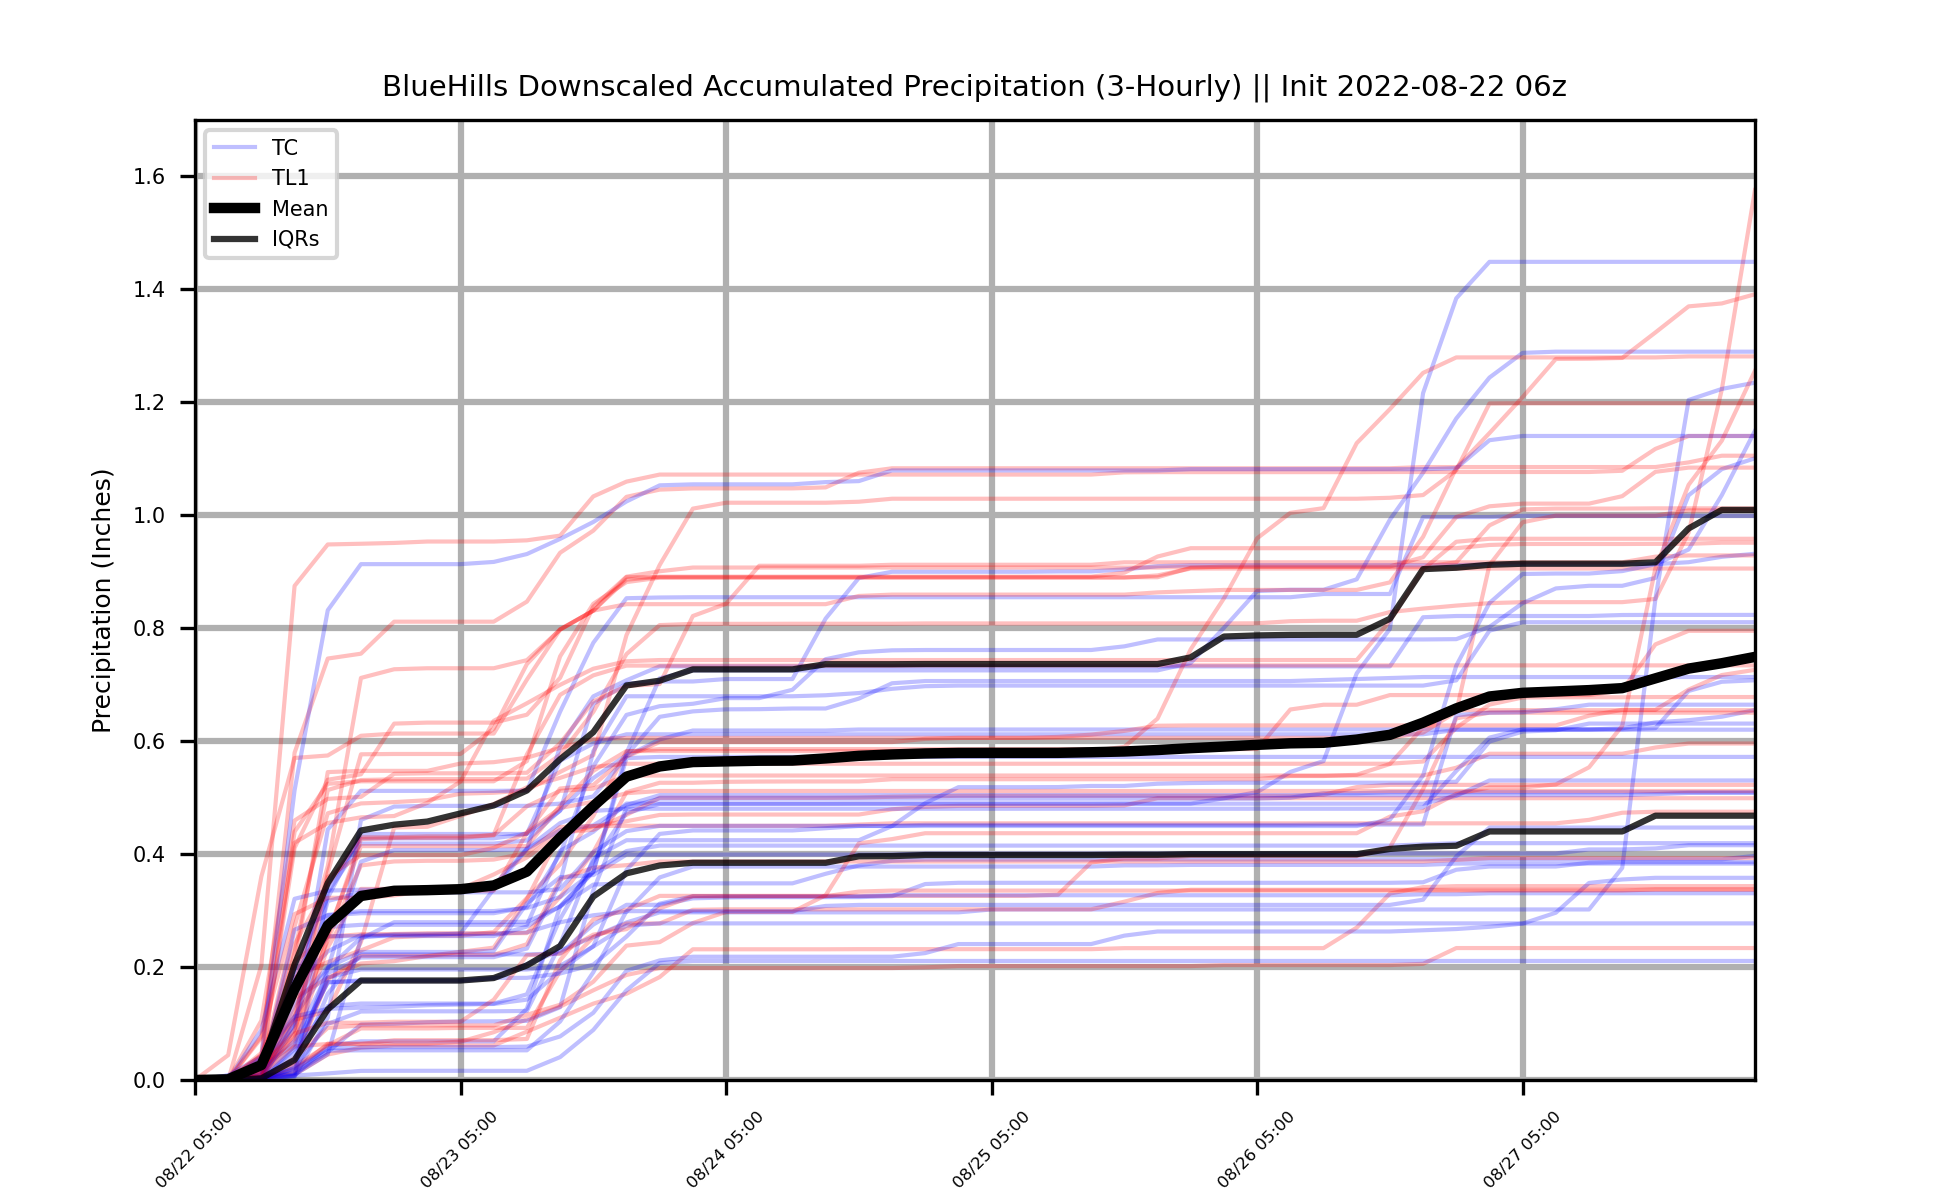 BlueHills Downscaled Accumulated Precipitation (3-Hourly) || Init 2022-08-22 06z
TC
TL1
Mean
IQRs
Precipitation (Inches)
1.6
1.4
1.2
1.0
0.8
0.6
0.4
0.2
0.0
08/22 05:00
08/23 05:00
08/24 05:00
08/25 05:00
08/26 05:00
08/27 05:00